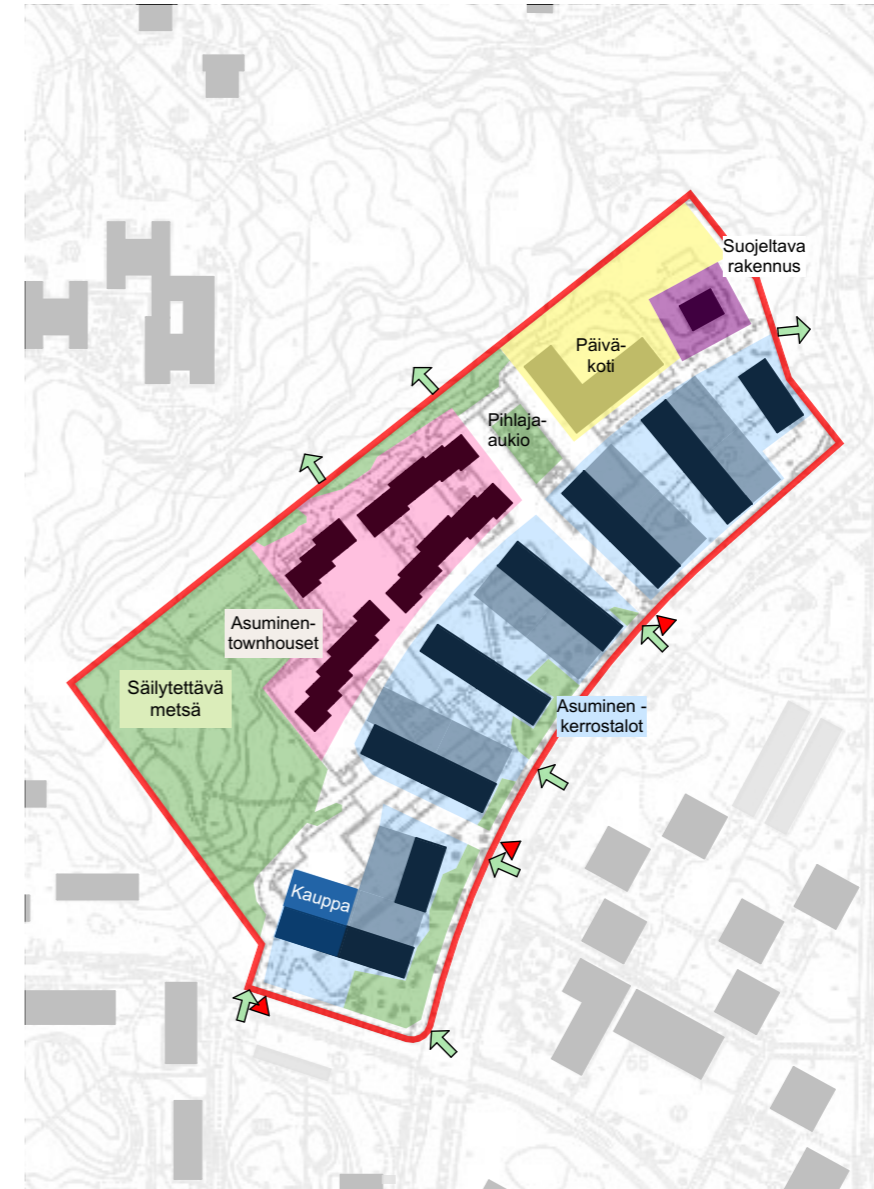 Suojeltava
rakennus
Päivä-
koti
Pihlaja-
aukio
Asuminen-
townhouset
Säilytettävä
metsä
Asuminen -
kerrostalot
Kauppa